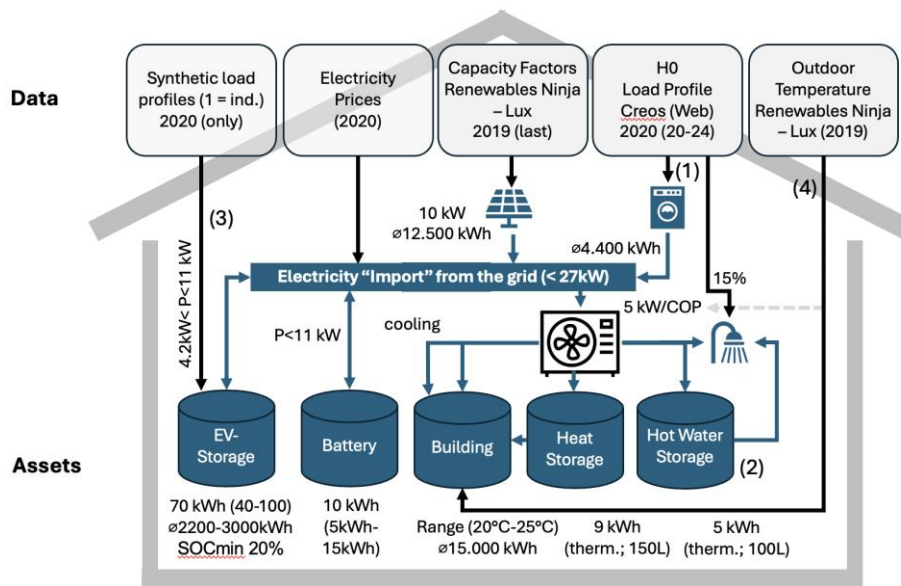 Data
Synthetic load
profiles (1 = ind.)
2020 (only)
Electricity
Prices
(2020)
Capacity Factors
Renewables Ninja
– Lux
2019 (last)
H0
Load Profile
Creos (Web)
2020 (20-24)
Outdoor
Temperature
Renewables Ninja
– Lux (2019)
(1)
(3)
(4)
10 kW
⌀12.500 kWh
⌀4.400 kWh
4.2kW< P<11 kW
Electricity “Import” from the grid (< 27kW)
15%
5 kW/COP
P<11 kW
cooling
EV-
Storage
Battery
Building
Heat
Storage
Hot Water
Storage
(2)
Assets
70 kWh (40-100)
⌀2200-3000kWh
SOCmin 20%
10 kWh
(5kWh-
15kWh)
Range (20°C-25°C)
⌀15.000 kWh
9 kWh
(therm.; 150L)
5 kWh
(therm.; 100L)